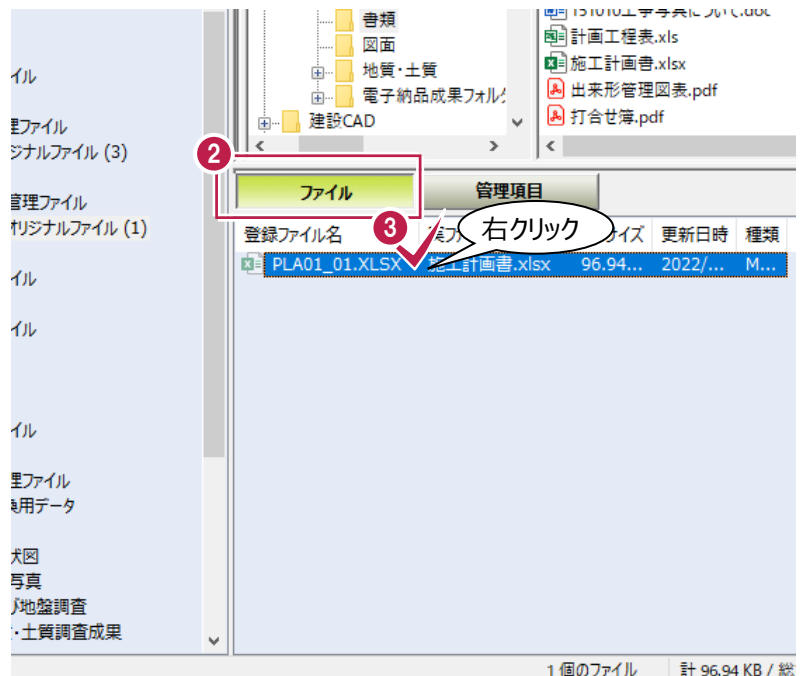 イル
ファイル
ジナルファイル (3)
管理ファイル
オリジナルファイル (1)
イル
イル
イル
理ファイル
換用データ
状図
写真
び地盤調査
・土質調査成果
書類
図面
地質・土質
電子納品成果フォルダ
建設CAD
計画工程表.xls
施工計画書.xlsx
出来形管理図表.pdf
打合せ簿.pdf
2
ファイル
管理項目
3
右クリック
登録ファイル名
サイズ
更新日時
種類
PLA01_01.XLSX
施工計画書.xlsx
96.94...
2022/...
M...
1 個のファイル
計 96.94 KB / 総